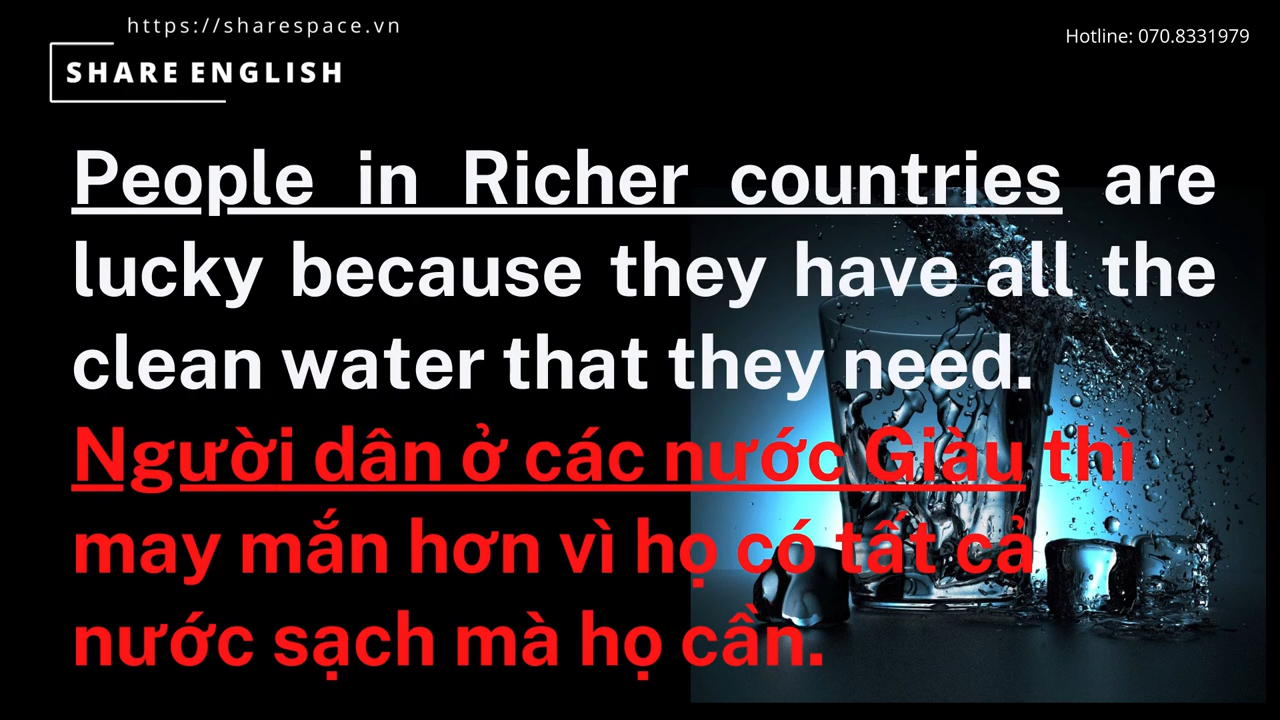 https://sharespace.vn
Hotline: 070.8331979
SHARE ENGLISH
People in Richer countries are
lucky because they have all the
clean water that they need.
Người dân ở các nước Giàu thì
may mắn hơn vì họ có tất cả
nước sạch mà họ cần.